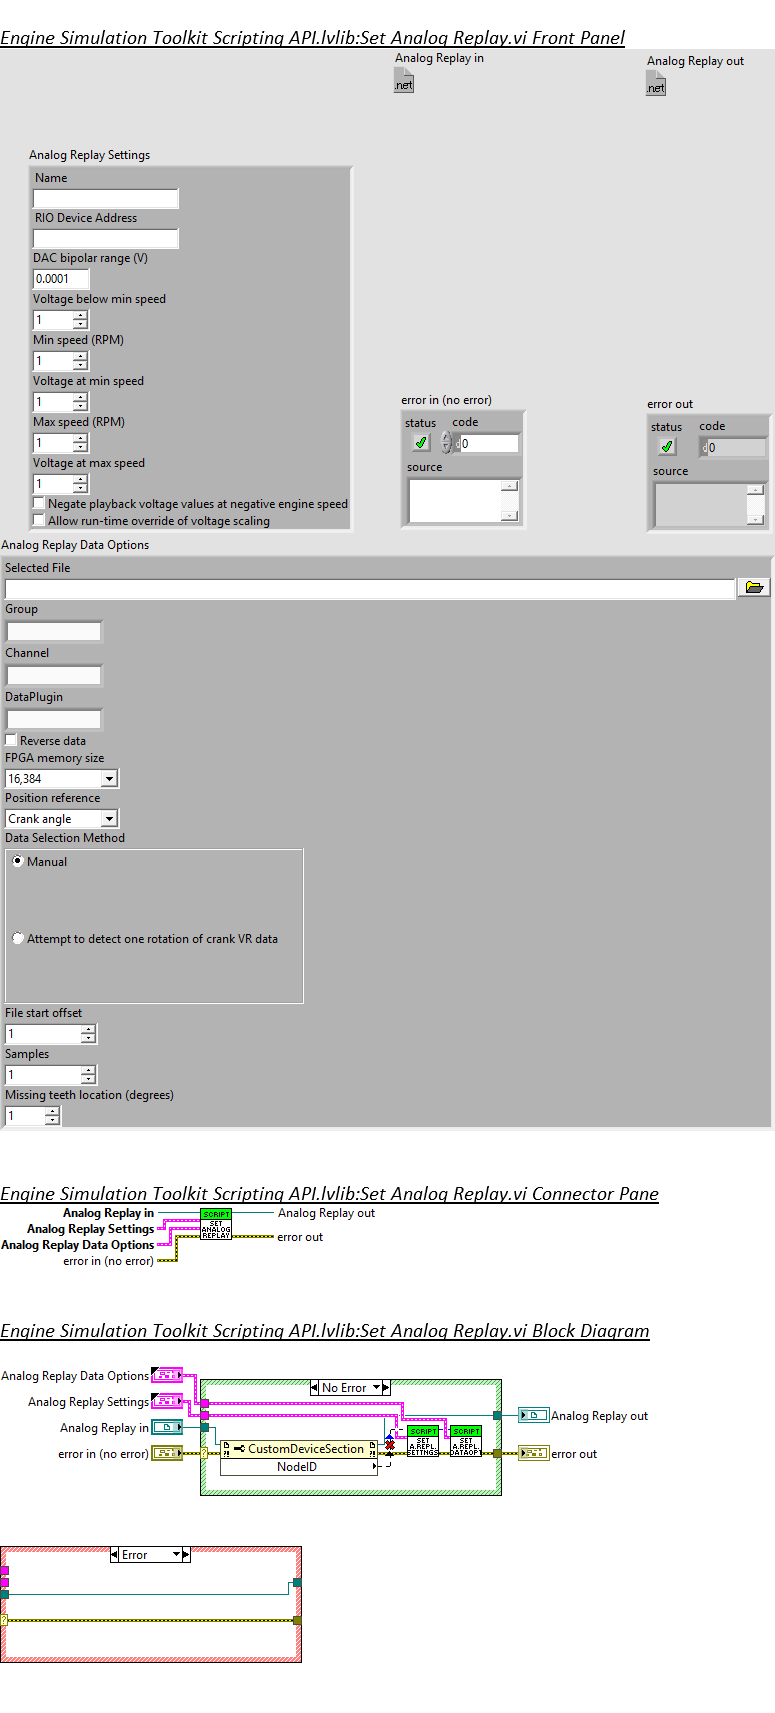 Engine Simulation Toolkit Scripting API.lvlib:Set Analog Replay.vi Front Panel
Analog Replay in
.net
Analog Replay out
.net
Analog Replay Settings
Name
RIO Device Address
DAC bipolar range (V)
0.0001
Voltage below min speed
1
Min speed (RPM)
1
Voltage at min speed
1
Max speed (RPM)
1
Voltage at max speed
1
Negate playback voltage values at negative engine speed
Allow run-time override of voltage scaling
error in (no error)
status code
d0
source
error out
status code
d0
source
Analog Replay Data Options
Selected File
Group
Channel
DataPlugin
Reverse data
FPGA memory size
16,384
Position reference
Crank angle
Data Selection Method
Manual
Attempt to detect one rotation of crank VR data
File start offset
1
Samples
1
Missing teeth location (degrees)
1
Engine Simulation Toolkit Scripting API.lvlib:Set Analog Replay.vi Connector Pane
Analog Replay in
Analog Replay Settings
Analog Replay Data Options
error in (no error)
SCRIPT
SET
ANALOG
REPLAY
Analog Replay out
error out
Engine Simulation Toolkit Scripting API.lvlib:Set Analog Replay.vi Block Diagram
Analog Replay Data Options
Analog Replay Settings
Analog Replay in
error in (no error)
No Error
?
CustomDeviceSection
NodeID
SCRIPT
SET
A.REPL.
SETTNGS
SCRIPT
SET
A.REPL.
DATAOPT
Analog Replay out
error out
Error
?